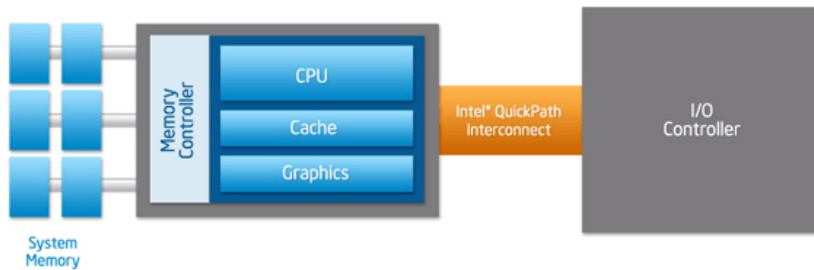 System
Memory
Memory
Controller
CPU
Cache
Graphics
Intel* QuickPath
Interconnect
I/O
Controller